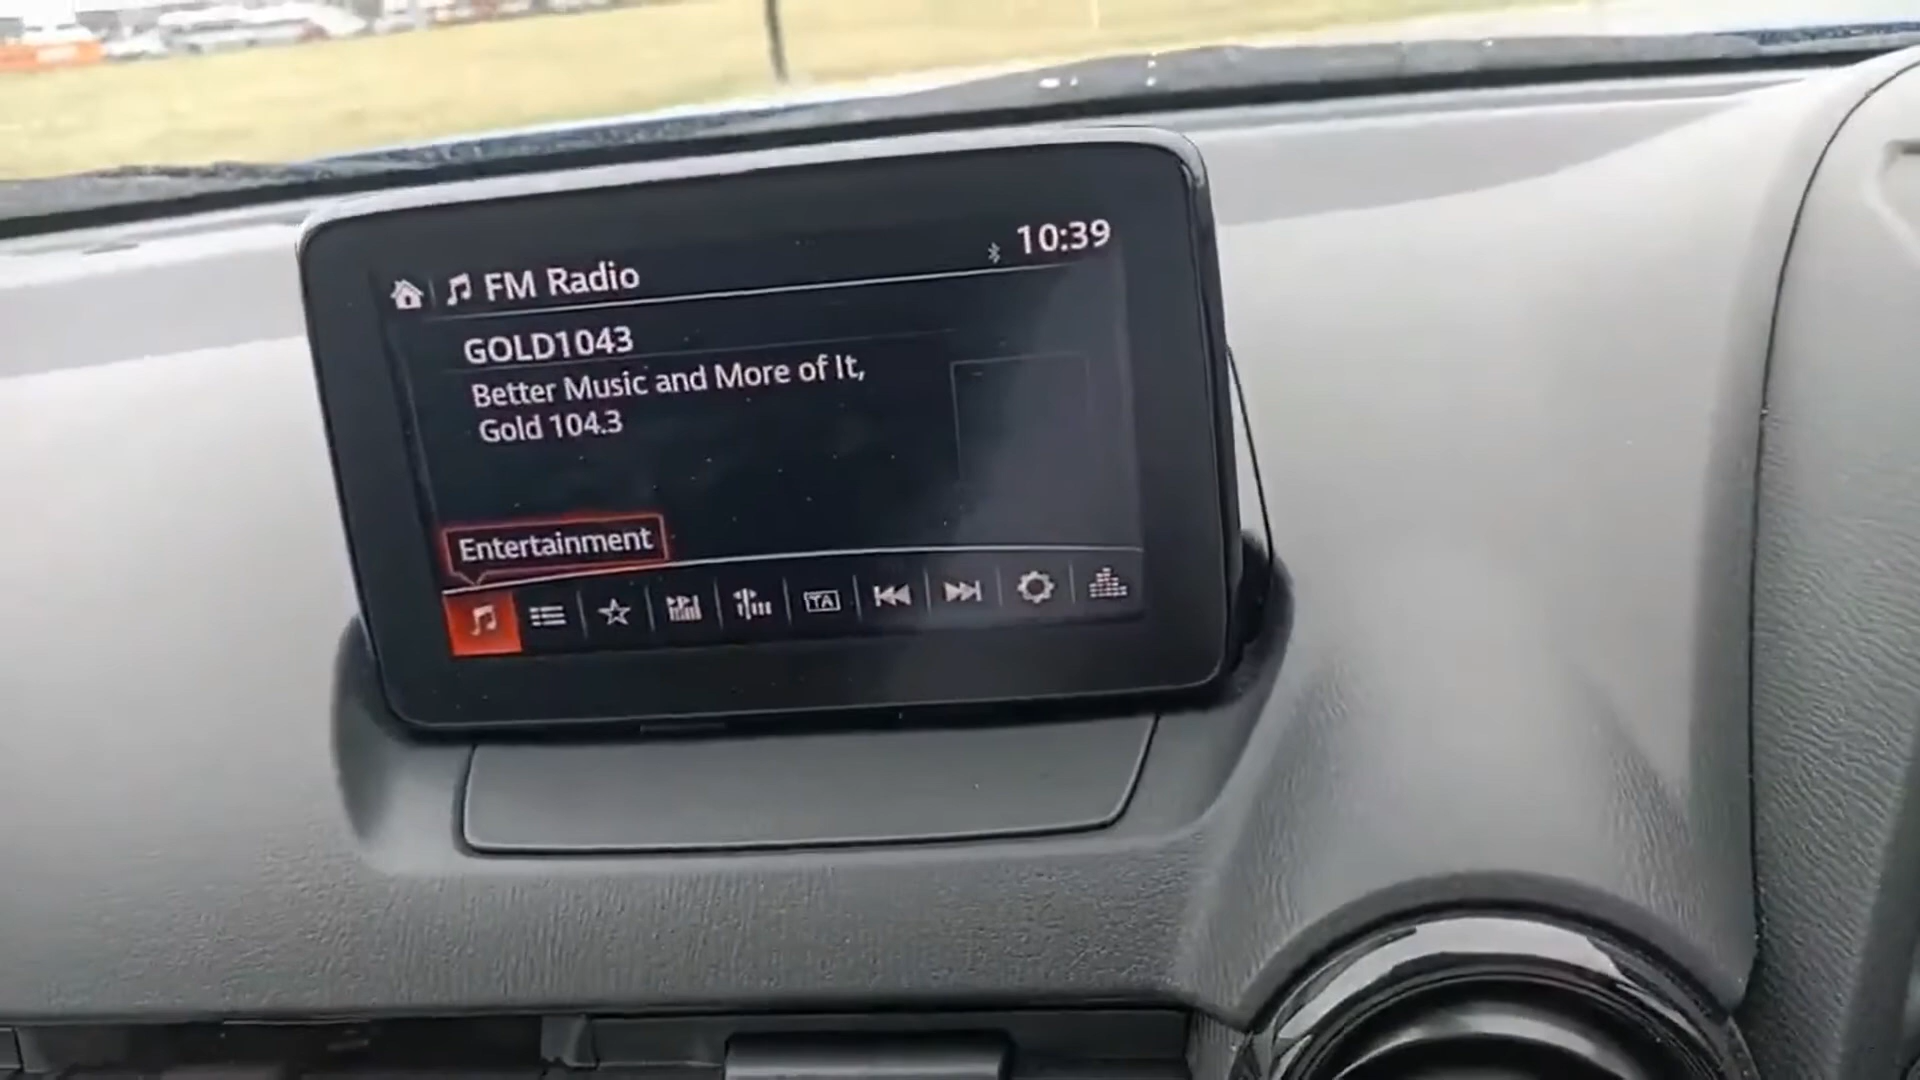 10:39
FM Radio
GOLD1043
Better Music and More of It,
Gold 104.3
Entertainment
TA